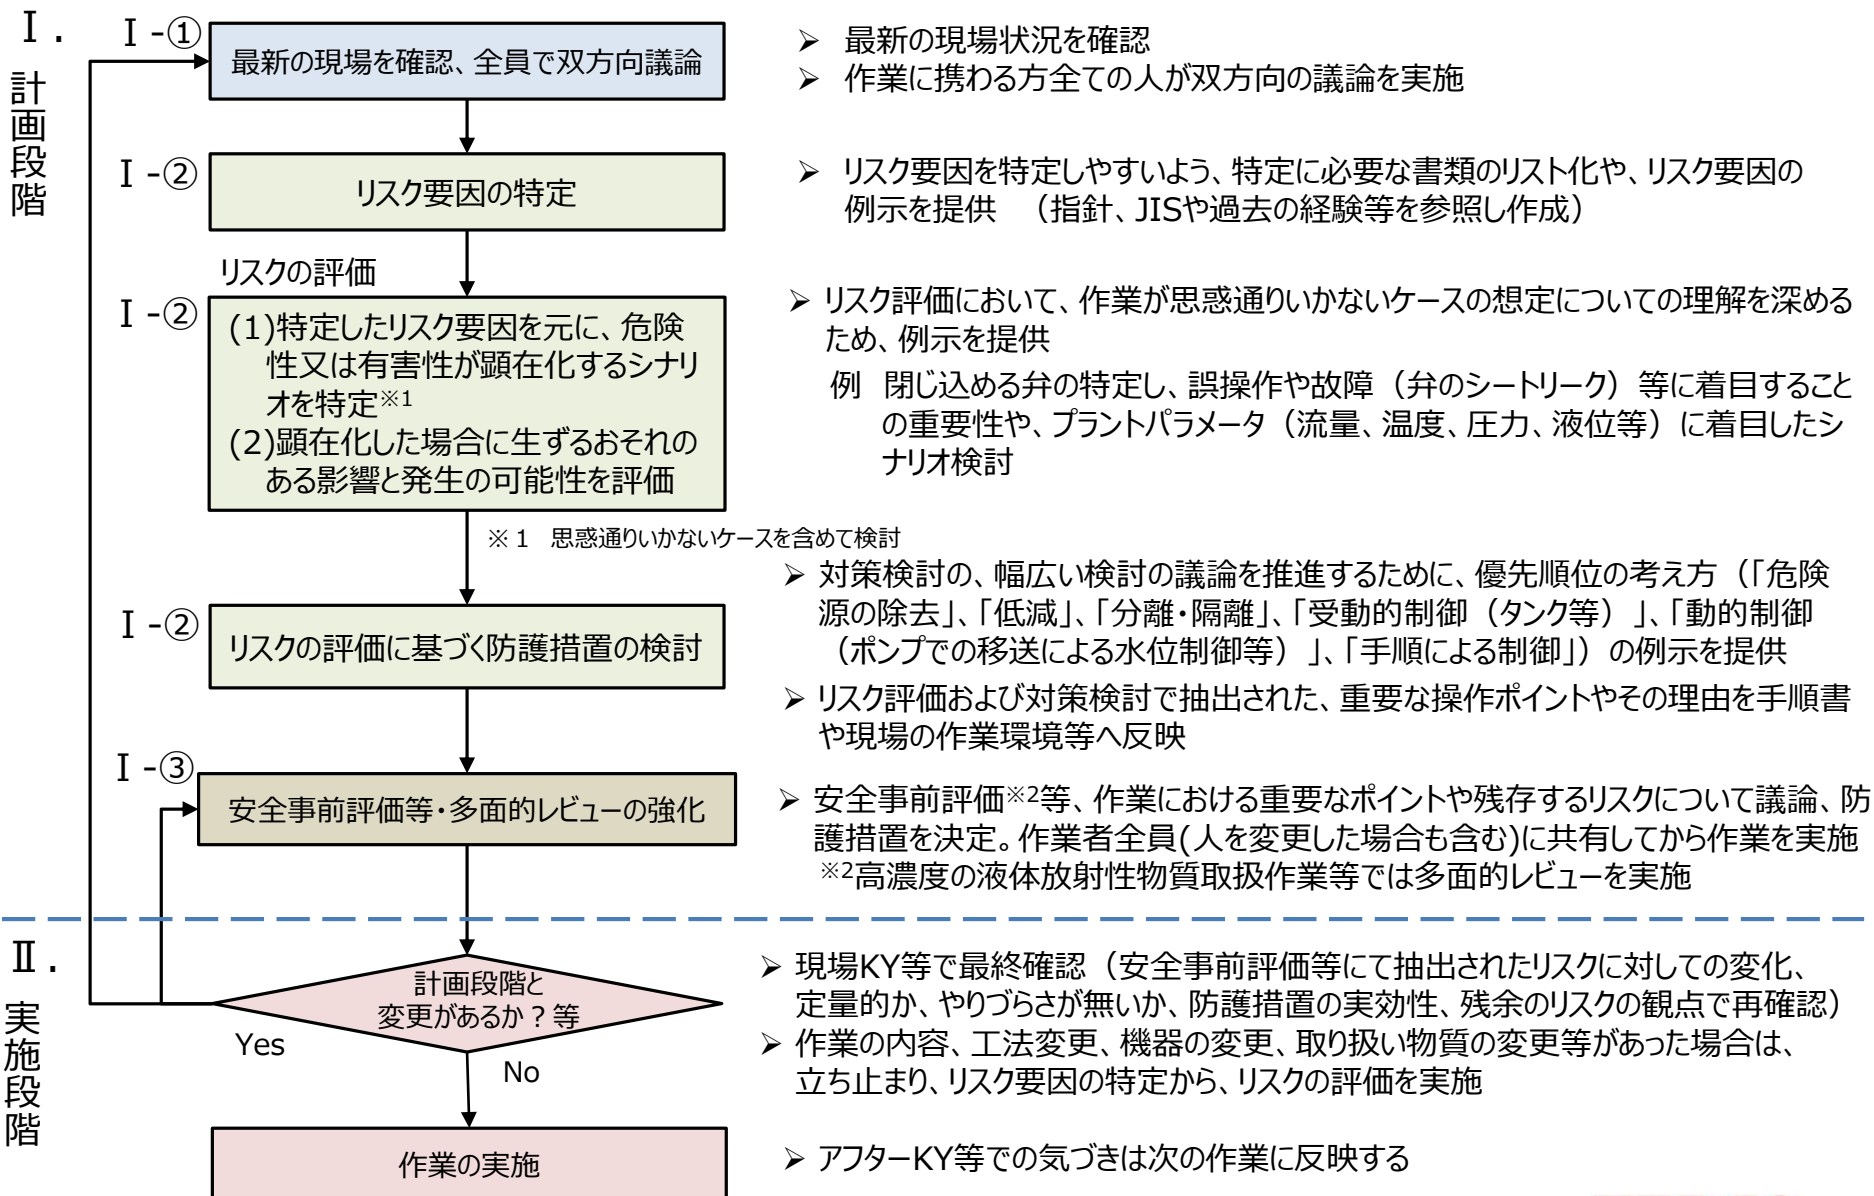 Ⅰ.
計画段階
Ⅰ-①
最新の現場を確認、全員で双方向議論
➢ 最新の現場状況を確認
➢ 作業に携わる方全ての人が双方向の議論を実施
Ⅰ-②
リスク要因の特定
➢ リスク要因を特定しやすいよう、特定に必要な書類のリスト化や、リスク要因の
例示を提供 （指針、JISや過去の経験等を参照し作成）
リスクの評価
Ⅰ-②
(1)特定したリスク要因を元に、危険
性又は有害性が顕在化するシナリ
オを特定※1
(2)顕在化した場合に生ずるおそれの
ある影響と発生の可能性を評価
➢ リスク評価において、作業が思惑通りいかないケースの想定についての理解を深める
ため、例示を提供
例 閉じ込める弁の特定し、誤操作や故障（弁のシートリーク）等に着目すること
の重要性や、プラントパラメータ（流量、温度、圧力、液位等）に着目したシ
ナリオ検討
※１ 思惑通りいかないケースを含めて検討
Ⅰ-②
リスクの評価に基づく防護措置の検討
➢ 対策検討の、幅広い検討の議論を推進するために、優先順位の考え方（「危険
源の除去」、「低減」、「分離・隔離」、「受動的制御（タンク等）」、「動的制御
（ポンプでの移送による水位制御等）」、「手順による制御」）の例示を提供
➢ リスク評価および対策検討で抽出された、重要な操作ポイントやその理由を手順書
や現場の作業環境等へ反映
Ⅰ-③
安全事前評価等・多面的レビューの強化
➢ 安全事前評価※2等、作業における重要なポイントや残存するリスクについて議論、防
護措置を決定。作業者全員(人を変更した場合も含む)に共有してから作業を実施
※2高濃度の液体放射性物質取扱作業等では多面的レビューを実施
Ⅱ.
実施段階
計画段階と
変更があるか？等
Yes
No
➢ 現場KY等で最終確認（安全事前評価等にて抽出されたリスクに対しての変化、
定量的か、やりづらさが無いか、防護措置の実効性、残余のリスクの観点で再確認）
➢ 作業の内容、工法変更、機器の変更、取り扱い物質の変更等があった場合は、
立ち止まり、リスク要因の特定から、リスクの評価を実施
作業の実施
➢ アフターKY等での気づきは次の作業に反映する